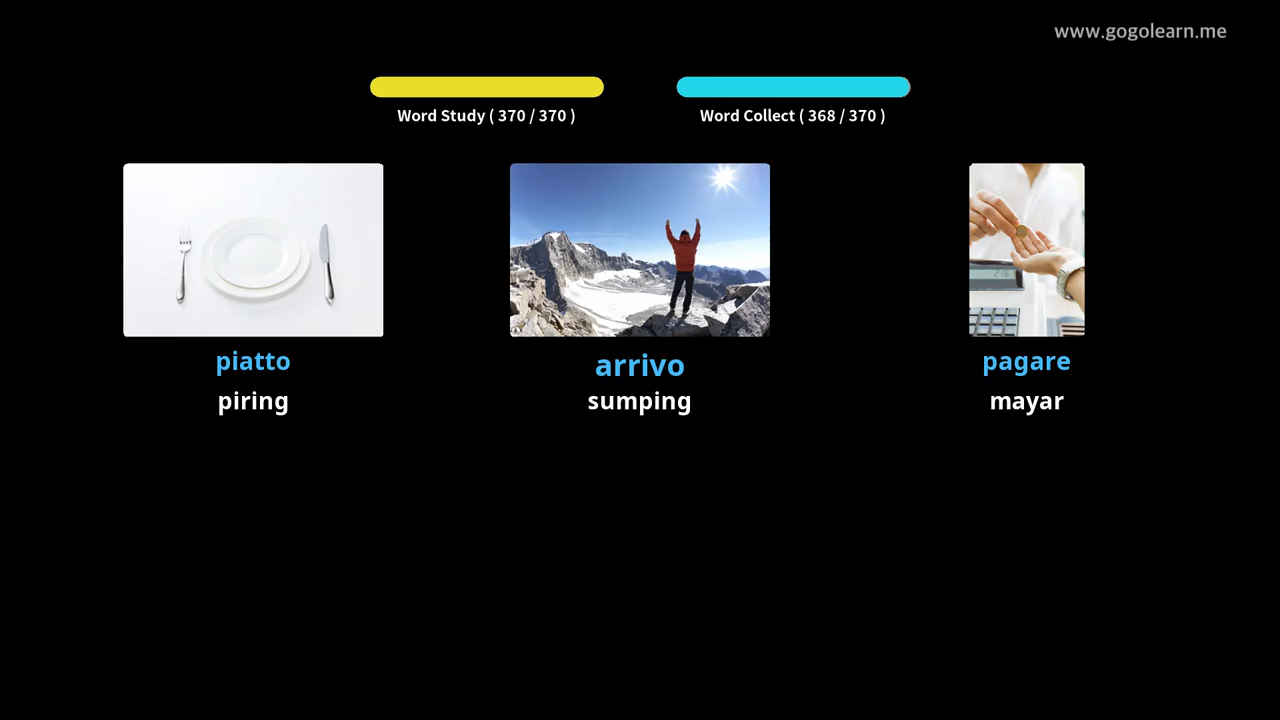 www.gogolearn.me
Word Study ( 370 / 370 )
Word Collect ( 368 / 370 )
piatto
piring
arrivo
sumping
pagare
mayar